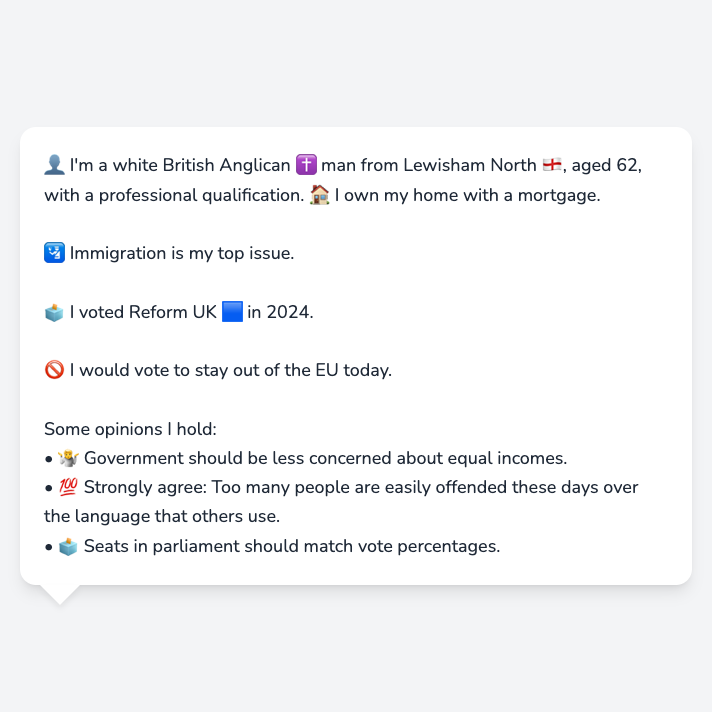 👤 I'm a white British Anglican ✝️ man from Lewisham North 🏴󠁧󠁢󠁥󠁮󠁧󠁿, aged 62,
with a professional qualification. 🏠 I own my home with a mortgage.
🛂 Immigration is my top issue.
🗳️ I voted Reform UK 🟦 in 2024.
🚫 I would vote to stay out of the EU today.
Some opinions I hold:
• 🤷 Government should be less concerned about equal incomes.
• 💯 Strongly agree: Too many people are easily offended these days over
the language that others use.
• 🗳️ Seats in parliament should match vote percentages.